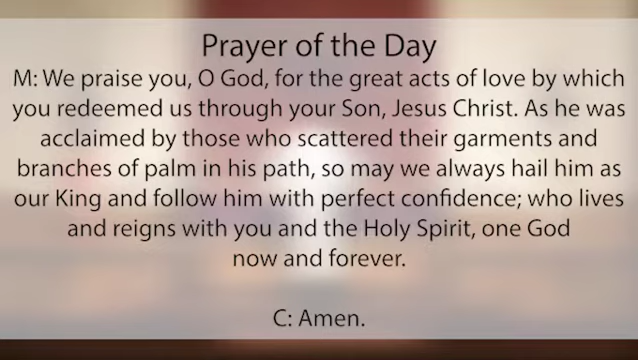 Prayer of the Day
M: We praise you, O God, for the great acts of love by which
you redeemed us through your Son, Jesus Christ. As he was
acclaimed by those who scattered their garments and
branches of palm in his path, so may we always hail him as
our King and follow him with perfect confidence; who lives
and reigns with you and the Holy Spirit, one God
now and forever.
C: Amen.